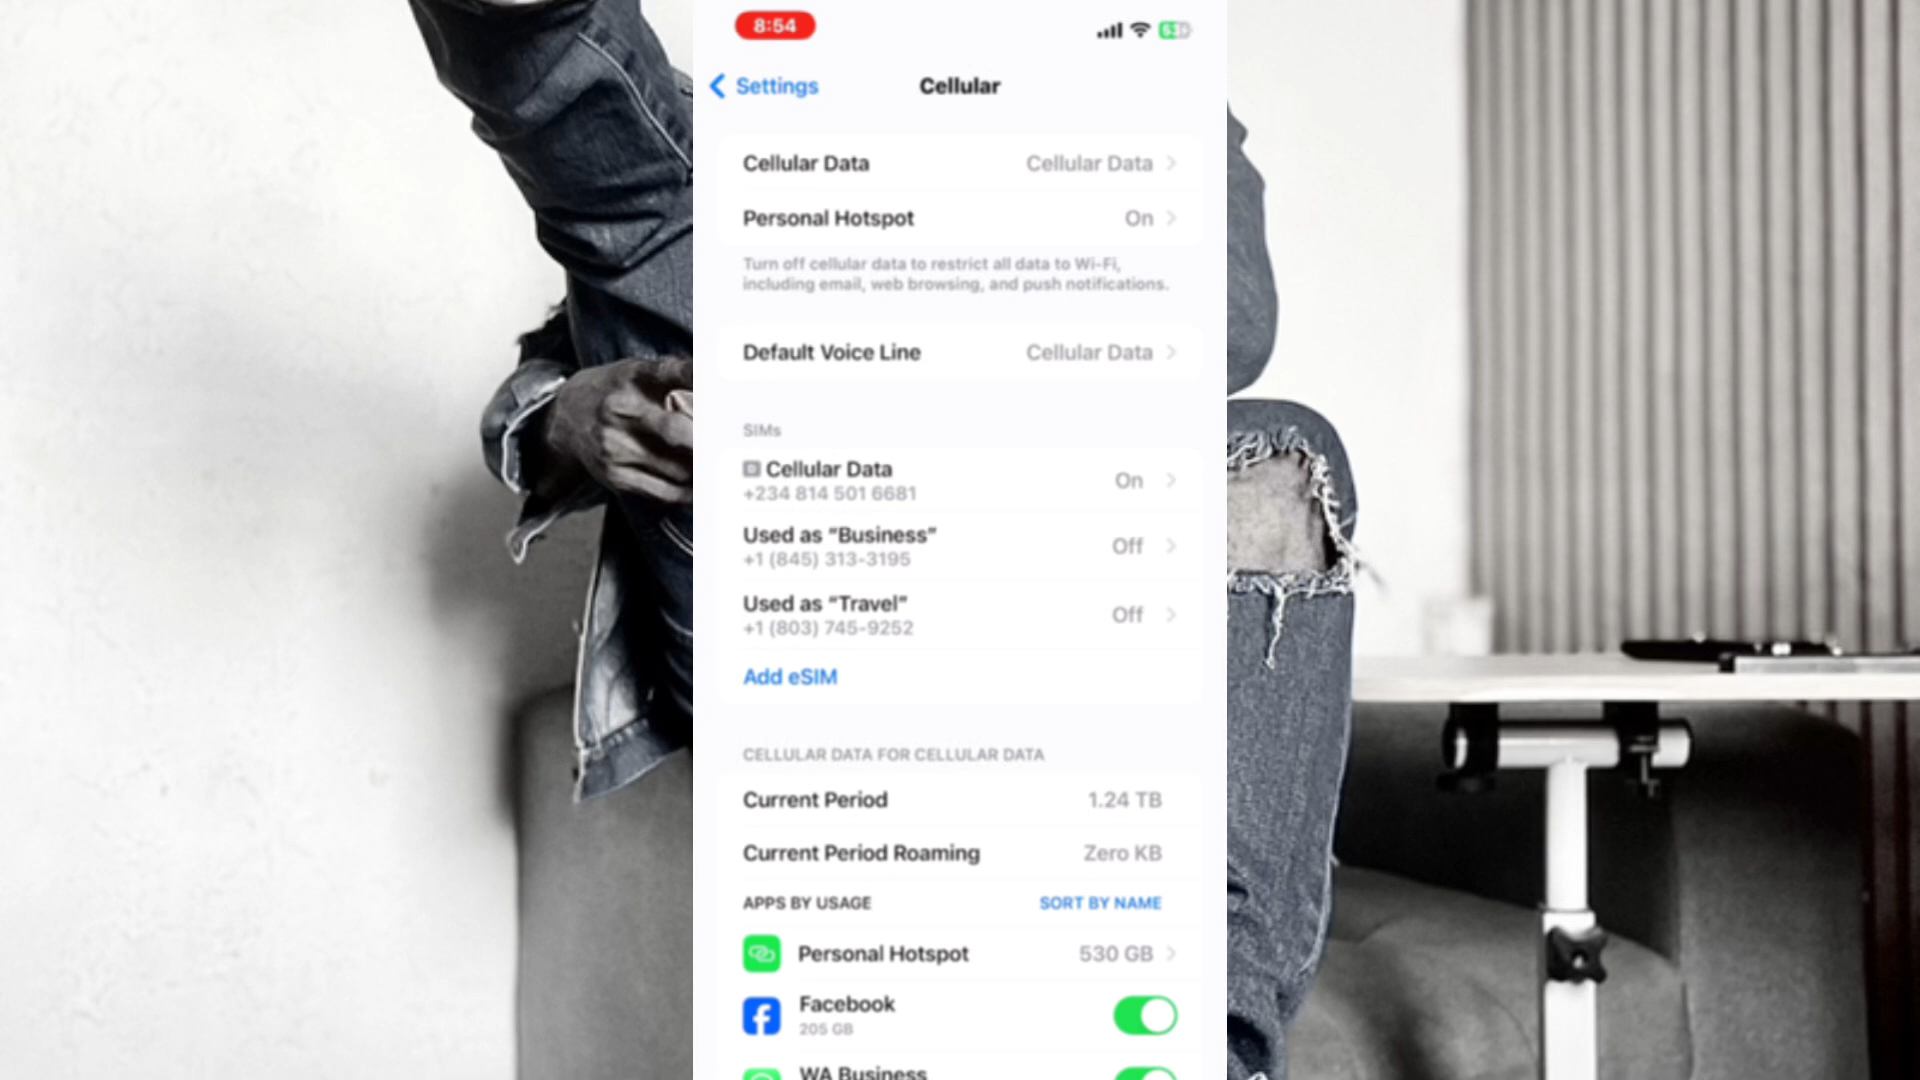 8:54
Settings
Cellular
Cellular Data Cellular Data
Personal Hotspot On
Turn off cellular data to restrict all data to Wi-Fi,
including email, web browsing, and push notifications.
Default Voice Line Cellular Data
SIMs
Cellular Data On
+234 814 501 6681
Used as “Business” Off
+1 (845) 313-3195
Used as “Travel” Off
+1 (803) 745-9252
Add eSIM
CELLULAR DATA FOR CELLULAR DATA
Current Period 1.24 TB
Current Period Roaming Zero KB
APPS BY USAGE SORT BY NAME
Personal Hotspot 530 GB
Facebook
205 GB
WA Business